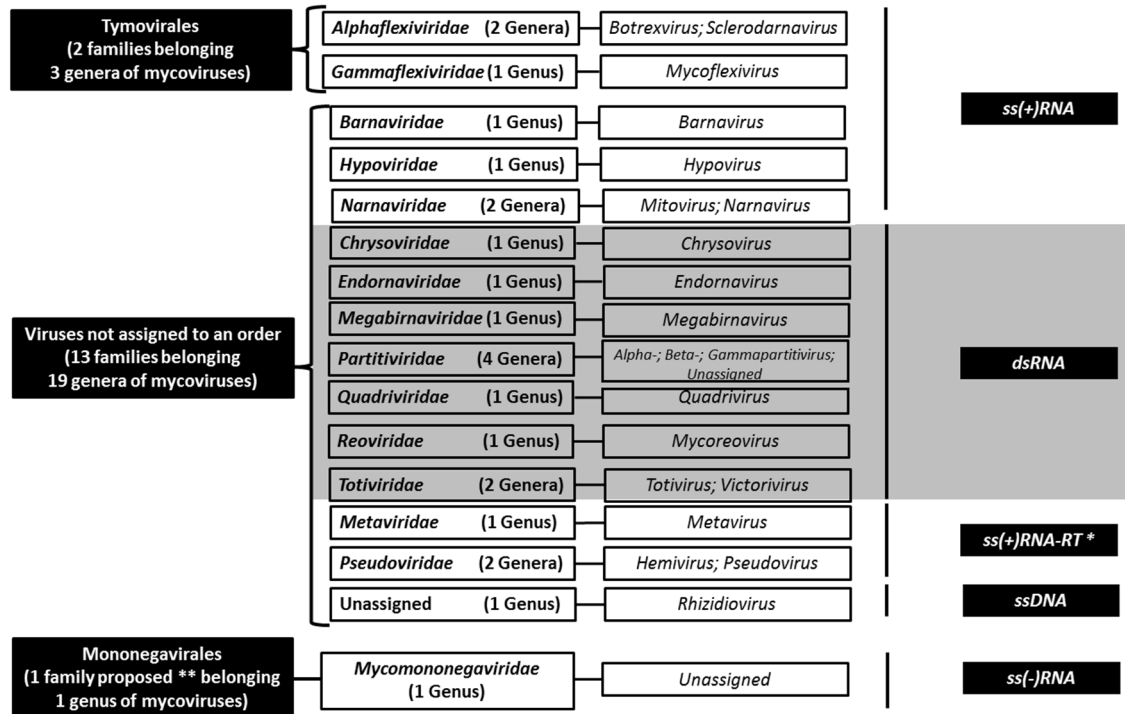 Tymovirales
(2 families belonging
3 genera of mycoviruses)
Alphaflexiviridae (2 Genera)
Botrexvirus; Sclerodarnavirus
Gammaflexiviridae (1 Genus)
Mycoflexivirus
ss(+)RNA
Barnaviridae (1 Genus)
Barnavirus
Hypoviridae (1 Genus)
Hypovirus
Narnaviridae (2 Genera)
Mitovirus; Narnavirus
Viruses not assigned to an order
(13 families belonging
19 genera of mycoviruses)
Chrysoviridae (1 Genus)
Chrysovirus
Endornaviridae (1 Genus)
Endornavirus
Megabirnaviridae (1 Genus)
Megabirnavirus
Partitiviridae (4 Genera)
Alpha-; Beta-; Gammapartitivirus;
Unassigned
dsRNA
Quadriviridae (1 Genus)
Quadrivirus
Reoviridae (1 Genus)
Mycoreovirus
Totiviridae (2 Genera)
Totivirus; Victorivirus
Metaviridae (1 Genus)
Metavirus
ss(+)RNA-RT *
Pseudoviridae (2 Genera)
Hemivirus; Pseudovirus
Unassigned (1 Genus)
Rhizidiovirus
ssDNA
Mononegavirales
(1 family proposed ** belonging
1 genus of mycoviruses)
Mycomononegaviridae
(1 Genus)
Unassigned
ss(-)RNA